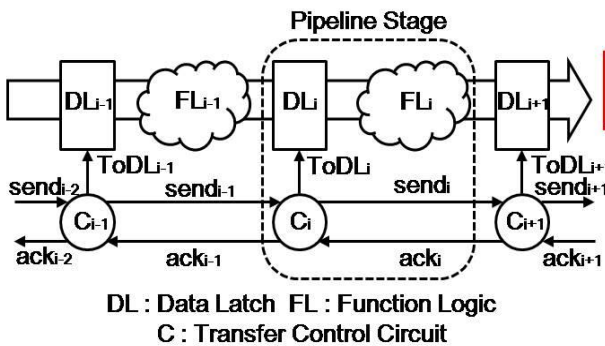 Pipeline Stage
DLi-1 FLi-1 DLi FLi DLi+1
ToDLi-1 ToDLi ToDLi+1
sendi-2 sendi-1 sendi sendi+1
Ci-1 Ci Ci+1
acki-2 acki-1 acki acki+1
DL : Data Latch FL : Function Logic
C : Transfer Control Circuit